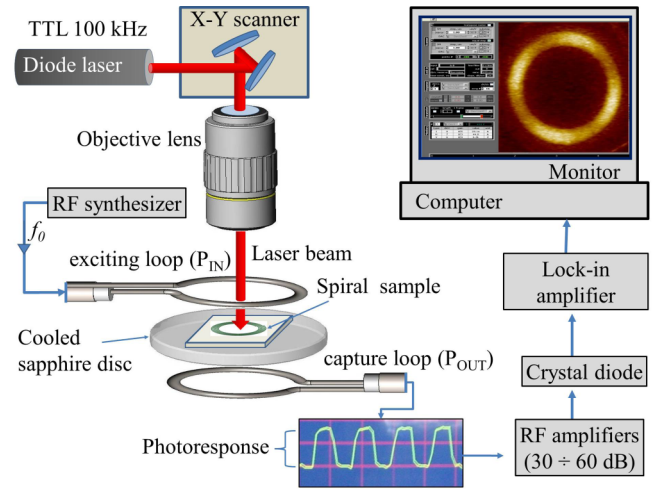 TTL 100 kHz
X-Y scanner
Diode laser
Objective lens
RF synthesizer
f0
exciting loop (PIN)
Laser beam
Spiral sample
Cooled
sapphire disc
capture loop (POUT)
Photoresponse
RF amplifiers
(30 ÷ 60 dB)
Crystal diode
Lock-in
amplifier
Computer
Monitor